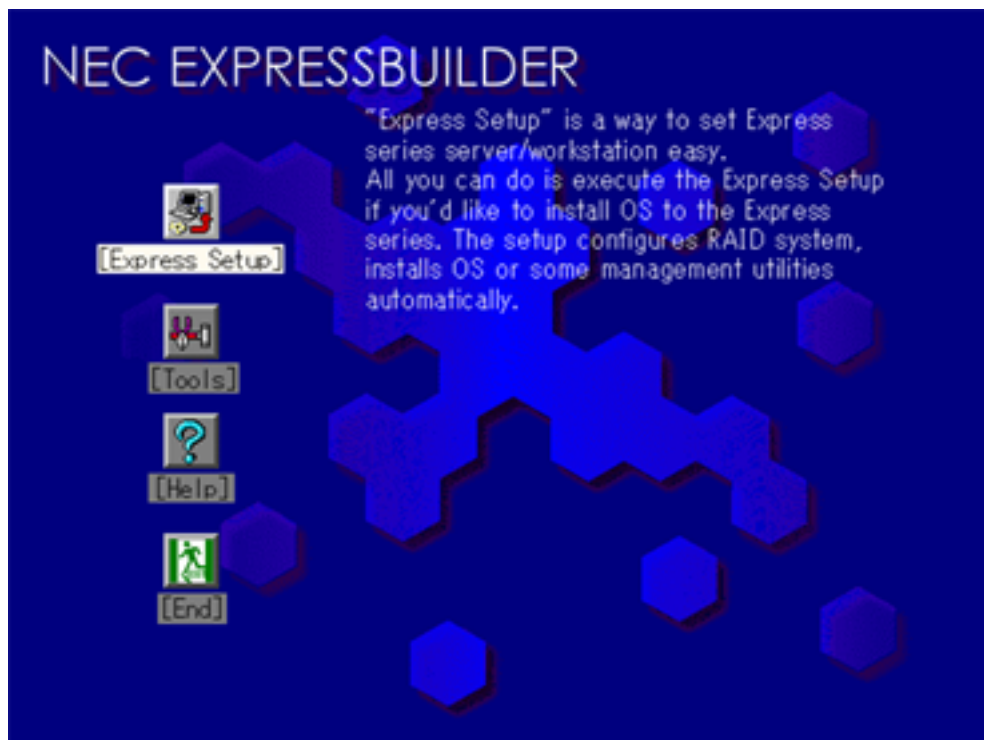 NEC EXPRESSBUILDER
"Express Setup" is a way to set Express
series server/workstation easy.
All you can do is execute the Express Setup
if you'd like to install OS to the Express
series. The setup configures RAID system,
installs OS or some management utilities
automatically.
[Express Setup]
[Tools]
[Help]
[End]